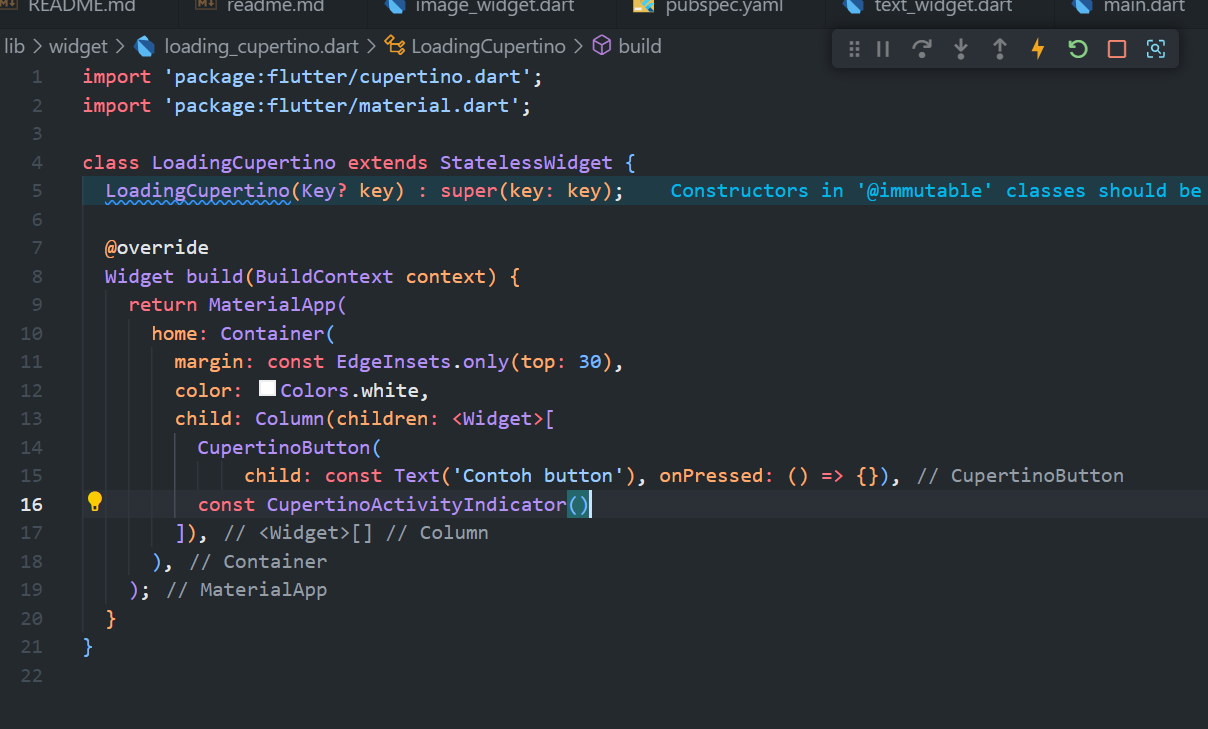 README.md readme.md image_widget.dart pubspec.yaml text_widget.dart main.dart
lib > widget > loading_cupertino.dart > LoadingCupertino > build
1 import 'package:flutter/cupertino.dart';
2 import 'package:flutter/material.dart';
3
4 class LoadingCupertino extends StatelessWidget {
5 LoadingCupertino(Key? key) : super(key: key); Constructors in '@immutable' classes should be
6
7 @override
8 Widget build(BuildContext context) {
9 return MaterialApp(
10 home: Container(
11 margin: const EdgeInsets.only(top: 30),
12 color: Colors.white,
13 child: Column(children: <Widget>[
14 CupertinoButton(
15 child: const Text('Contoh button'), onPressed: () => {}), // CupertinoButton
16 const CupertinoActivityIndicator()
17 ]), // <Widget>[] // Column
18 ), // Container
19 ); // MaterialApp
20 }
21 }
22